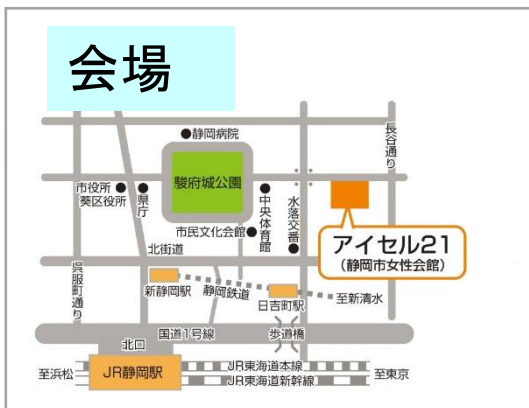 会場
静岡病院
長谷通り
駿府城公園
市役所
葵区役所
県庁
中央体育館
水落交番
市民文化会館
アイセル21
（静岡市女性会館）
北街道
呉服町通り
新静岡駅
静岡鉄道
日吉町駅
至新清水
国道1号線
歩道橋
北口
JR静岡駅
至浜松
JR東海道本線
JR東海道新幹線
至東京